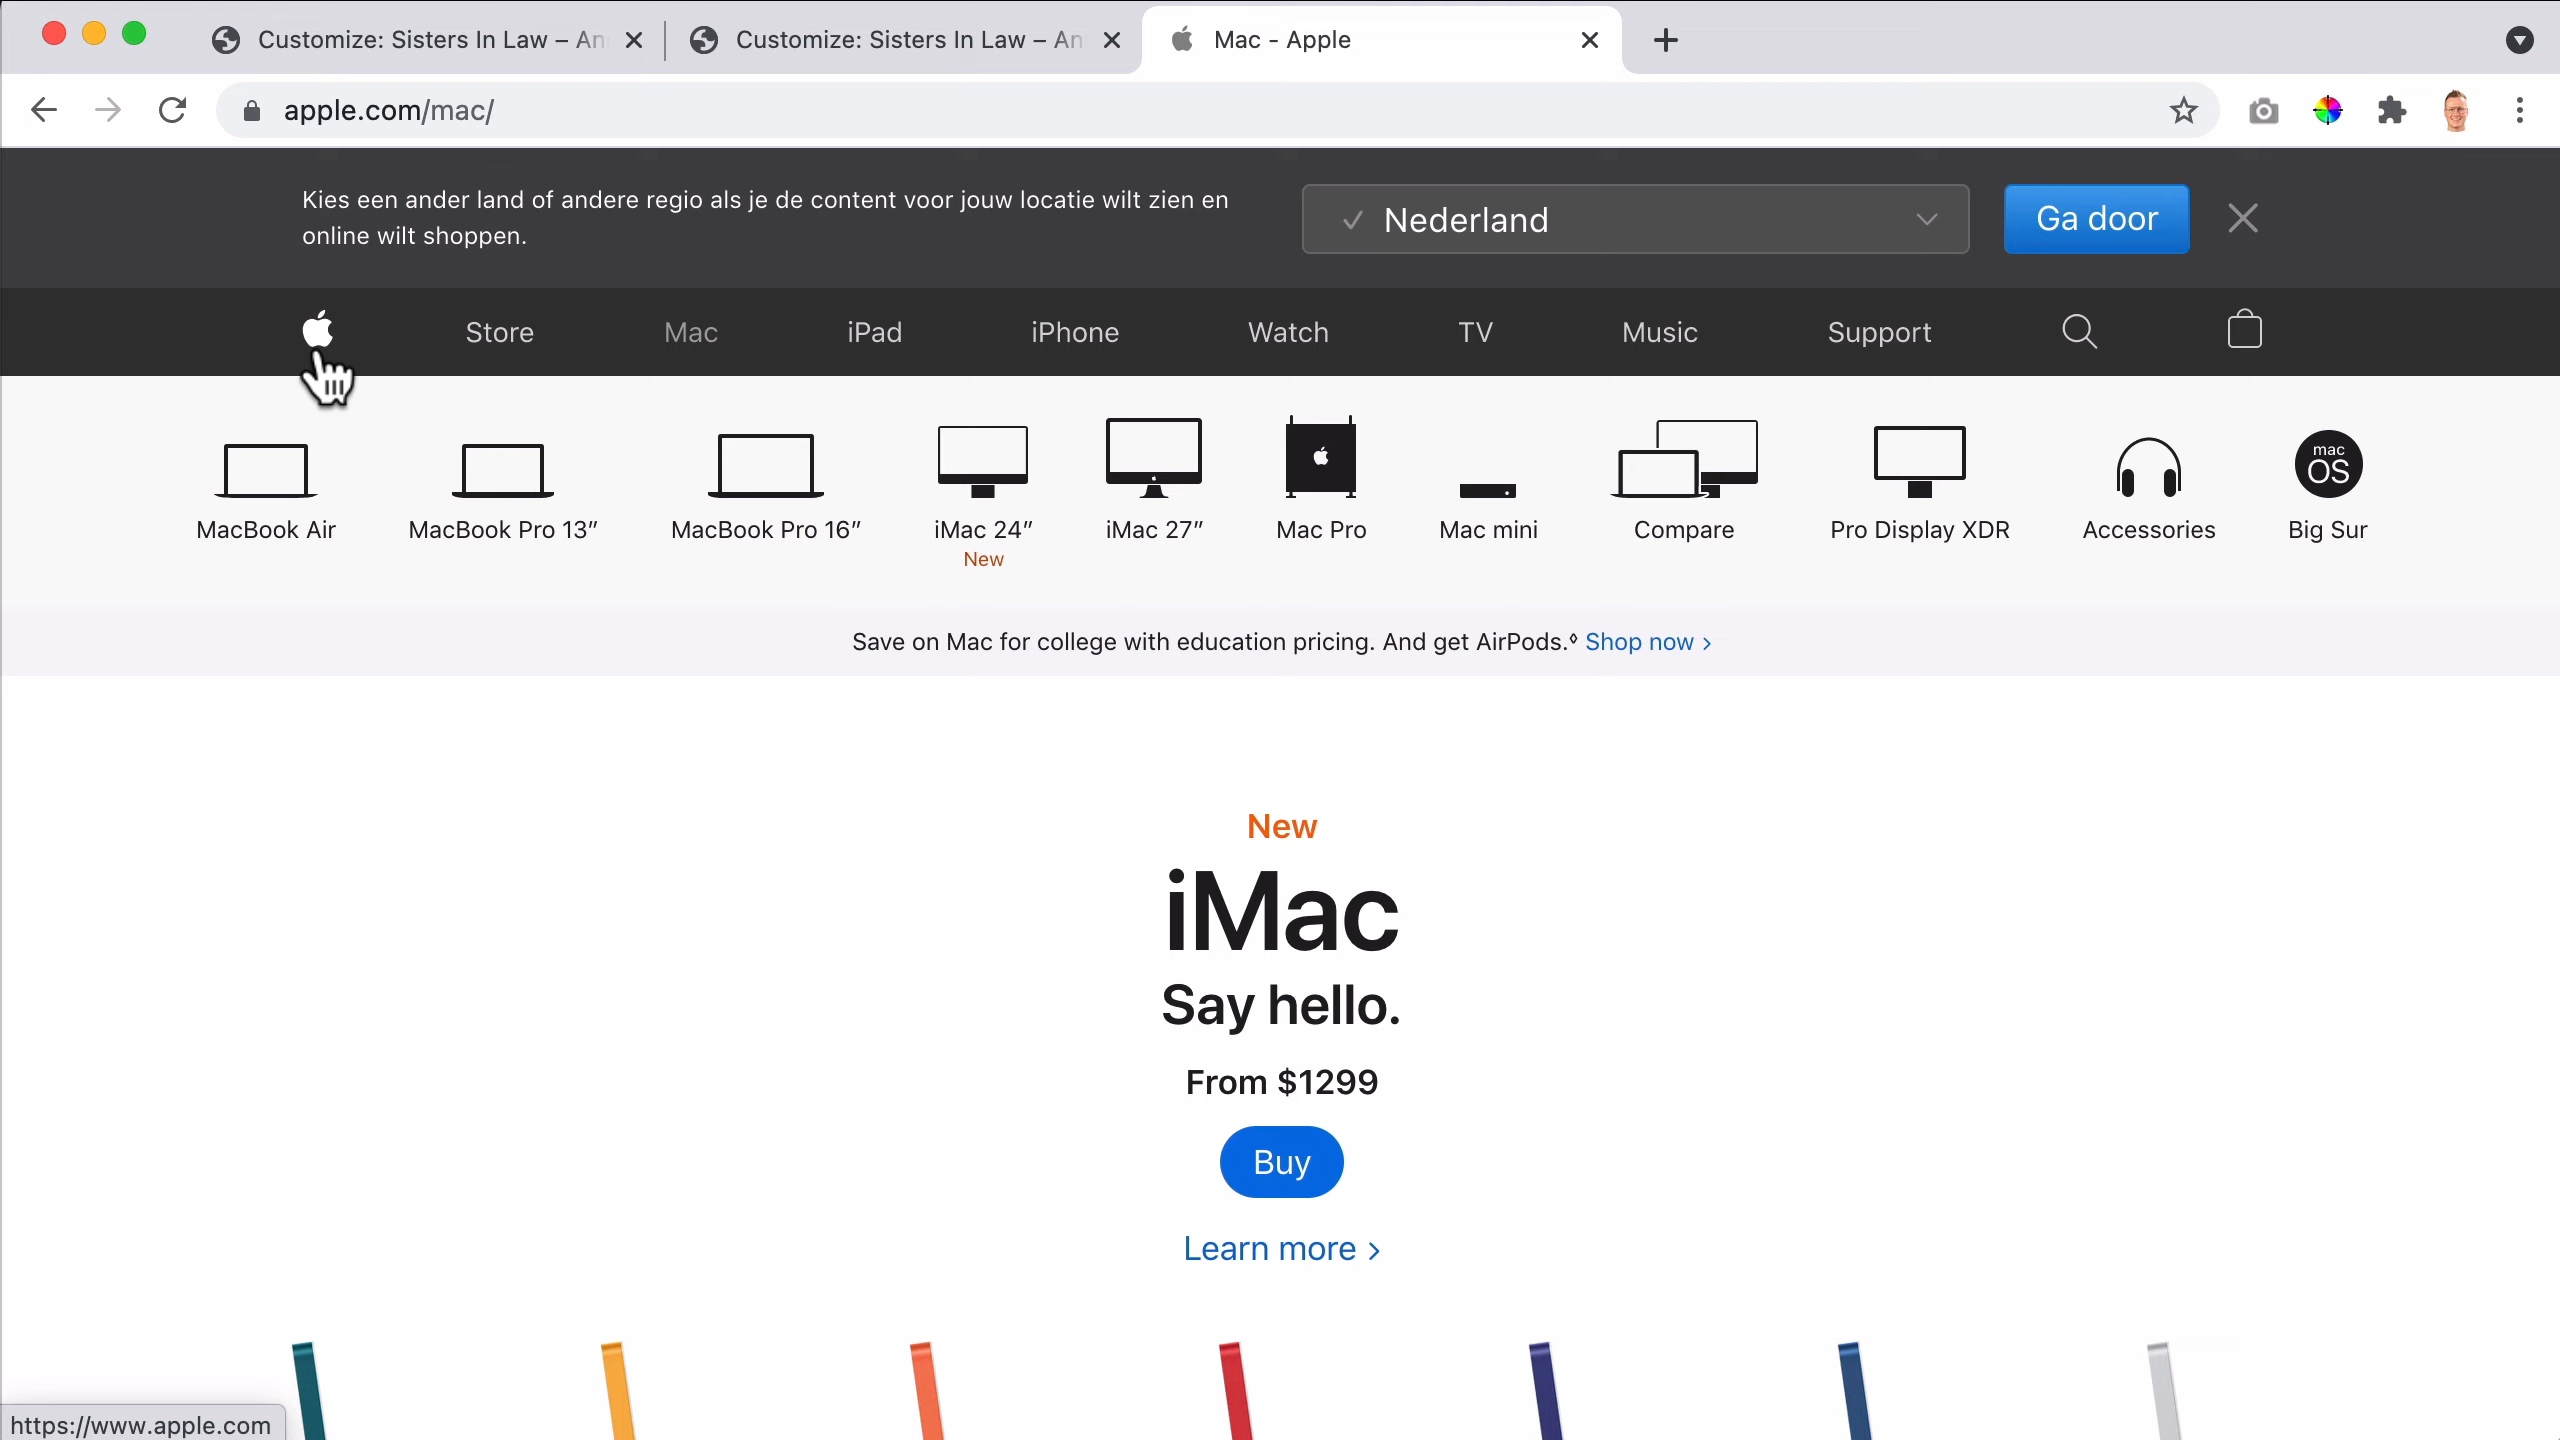 Customize: Sisters In Law – An
Customize: Sisters In Law – An
Mac - Apple
apple.com/mac/
Kies een ander land of andere regio als je de content voor jouw locatie wilt zien en
online wilt shoppen.
Nederland
Ga door
Store
Mac
iPad
iPhone
Watch
TV
Music
Support
MacBook Air
MacBook Pro 13”
MacBook Pro 16”
iMac 24”
New
iMac 27”
Mac Pro
Mac mini
Compare
Pro Display XDR
Accessories
mac
OS
Big Sur
Save on Mac for college with education pricing. And get AirPods.◊ Shop now >
New
iMac
Say hello.
From $1299
Buy
Learn more >
https://www.apple.com